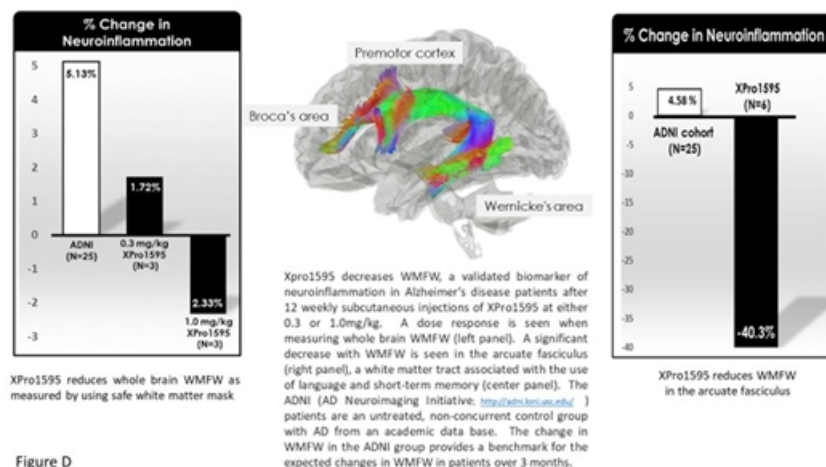 % Change in
Neuroinflammation
5
4
3
2
1
0
-1
-2
-3
5.13%
1.72%
2.33%
ADNI
(N=25)
0.3 mg/kg
XPro1595
(N=3)
1.0 mg/kg
XPro1595
(N=3)
XPro1595 reduces whole brain WMFW as
measured by using safe white matter mask
Figure D
Premotor cortex
Broca's area
Wernicke's area
Xpro1595 decreases WMFW, a validated biomarker of
neuroinflammation in Alzheimer's disease patients after
12 weekly subcutaneous injections of XPro1595 at either
0.3 or 1.0mg/kg. A dose response is seen when
measuring whole brain WMFW (left panel). A significant
decrease with WMFW is seen in the arcuate fasciculus
(right panel), a white matter tract associated with the use
of language and short-term memory (center panel). The
ADNI (AD Neuroimaging Initiative; http://adni.loni.usc.edu/ )
patients are an untreated, non-concurrent control group
with AD from an academic data base. The change in
WMFW in the ADNI group provides a benchmark for the
expected changes in WMFW in patients over 3 months.
% Change in Neuroinflammation
5
0
-5
-10
-15
-20
-25
-30
-35
-40
4.58 %
ADNI cohort
(N=25)
XPro1595
(N=6)
-40.3%
XPro1595 reduces WMFW
in the arcuate fasciculus